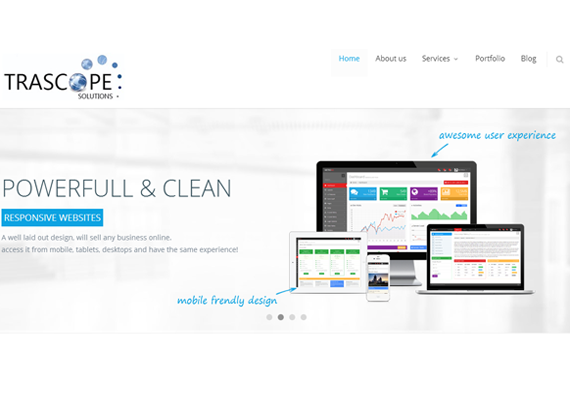 TRASCOPE
SOLUTIONS
Home About us Services Portfolio Blog
awesome user experience
POWERFULL & CLEAN
RESPONSIVE WEBSITES
A well laid out design, will sell any business online.
access it from mobile, tablets, desktops and have the same experience!
mobile frendly design